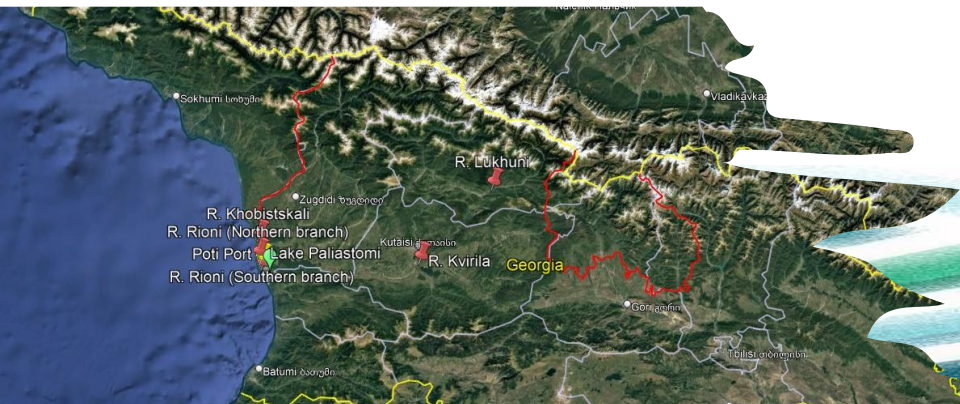 Sokhumi სოხუმი
Vladikavkaz
R. Lukhuni
Zugdidi ზუგდიდი
R. Khobistskali
R. Rioni (Northern branch)
Kutaisi
Poti Port
Lake Paliastomi
R. Kvirila
Georgia
R. Rioni (Southern branch)
Gori გორი
Tbilisi თბილისი
Batumi ბათუმი